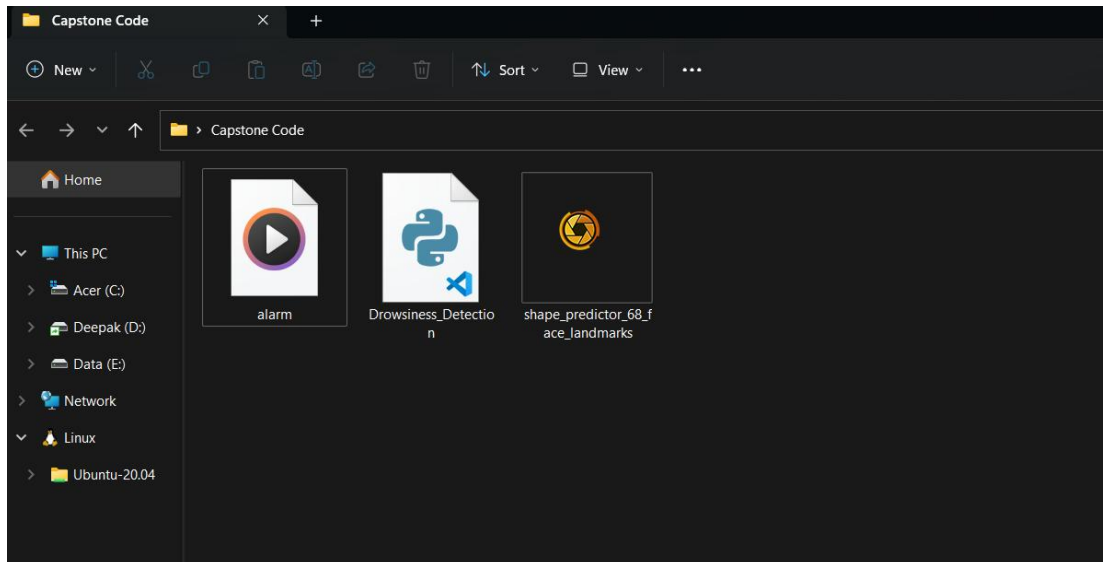 Capstone Code
New
Sort
View
Capstone Code
Home
This PC
Acer (C:)
Deepak (D:)
Data (E:)
Network
Linux
Ubuntu-20.04
alarm
Drowsiness_Detectio
n
shape_predictor_68_f
ace_landmarks